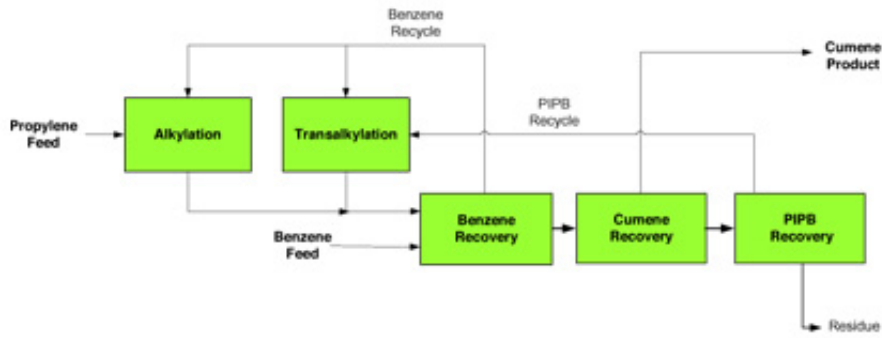 Benzene
Recycle
Cumene
Product
Propylene
Feed
Alkylation
Transalkylation
PIPB
Recycle
Benzene
Feed
Benzene
Recovery
Cumene
Recovery
PIPB
Recovery
Residue